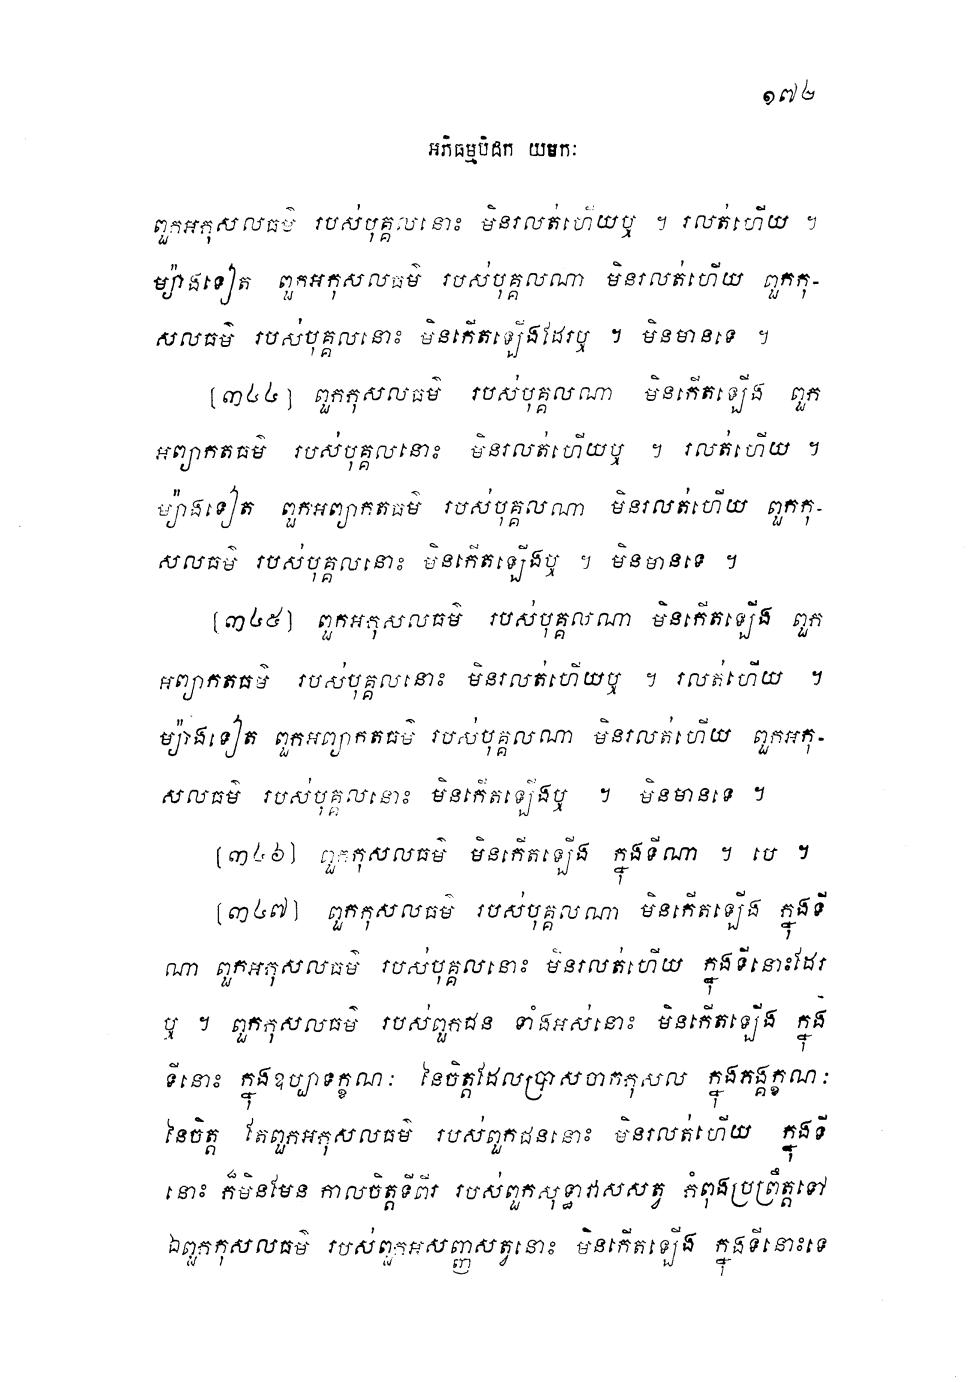 ១៧២
អភិធម្មបិដក យមកៈ
ពួកអកុសលធម៌ របស់បុគ្គលនោះ មិនរលត់ហើយឬ ។ រលត់ហើយ ។
ម្យ៉ាងទៀត ពួកអកុសលធម៌ របស់បុគ្គលណា មិនរលត់ហើយ ពួកកុ-
សលធម៌ របស់បុគ្គលនោះ មិនកើតឡើងដែរឬ ។ មិនមានទេ ។
(៣៤៤) ពួកកុសលធម៌ របស់បុគ្គលណា មិនកើតឡើង ពួក
អព្យាកតធម៌ របស់បុគ្គលនោះ មិនរលត់ហើយឬ ។ រលត់ហើយ ។
ម្យ៉ាងទៀត ពួកអព្យាកតធម៌ របស់បុគ្គលណា មិនរលត់ហើយ ពួកកុ-
សលធម៌ របស់បុគ្គលនោះ មិនកើតឡើងឬ ។ មិនមានទេ ។
(៣៤៥) ពួកអកុសលធម៌ របស់បុគ្គលណា មិនកើតឡើង ពួក
អព្យាកតធម៌ របស់បុគ្គលនោះ មិនរលត់ហើយឬ ។ រលត់ហើយ ។
ម្យ៉ាងទៀត ពួកអព្យាកតធម៌ របស់បុគ្គលណា មិនរលត់ហើយ ពួកអកុ-
សលធម៌ របស់បុគ្គលនោះ មិនកើតឡើងឬ ។ មិនមានទេ ។
(៣៤៦) ពួកកុសលធម៌ មិនកើតឡើង ក្នុងទីណា ។ បេ ។
(៣៤៧) ពួកកុសលធម៌ របស់បុគ្គលណា មិនកើតឡើង ក្នុងទី
ណា ពួកអកុសលធម៌ របស់បុគ្គលនោះ មិនរលត់ហើយ ក្នុងទីនោះដែរ
ឬ ។ ពួកកុសលធម៌ របស់ពួកជន ទាំងអស់នោះ មិនកើតឡើង ក្នុង
ទីនោះ ក្នុងឧប្បាទក្ខណៈ នៃចិត្តដែលប្រាសចាកកុសល ក្នុងភង្គក្ខណៈ
នៃចិត្ត តែពួកអកុសលធម៌ របស់ពួកជននោះ មិនរលត់ហើយ ក្នុងទី
នោះ ក៏មិនមែន កាលចិត្តទីពីរ របស់ពួកសុទ្ធាវាសសត្វ កំពុងប្រព្រឹត្តទៅ
ឯពួកកុសលធម៌ របស់ពួកអសញ្ញសត្វនោះ មិនកើតឡើង ក្នុងទីនោះទេ